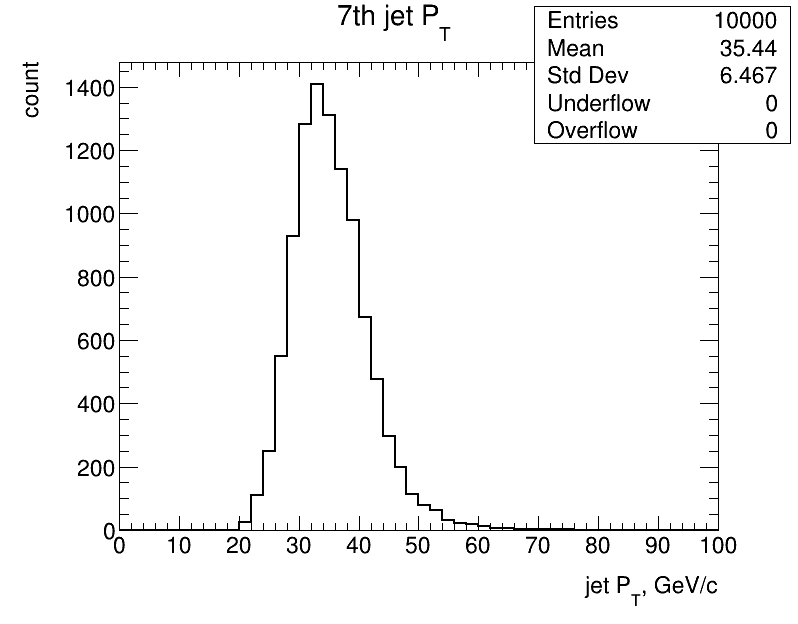 7th jet P_T
Entries 10000
Mean 35.44
Std Dev 6.467
Underflow 0
Overflow 0
count
1400
1200
1000
800
600
400
200
0
0 10 20 30 40 50 60 70 80 90 100
jet P_T, GeV/c